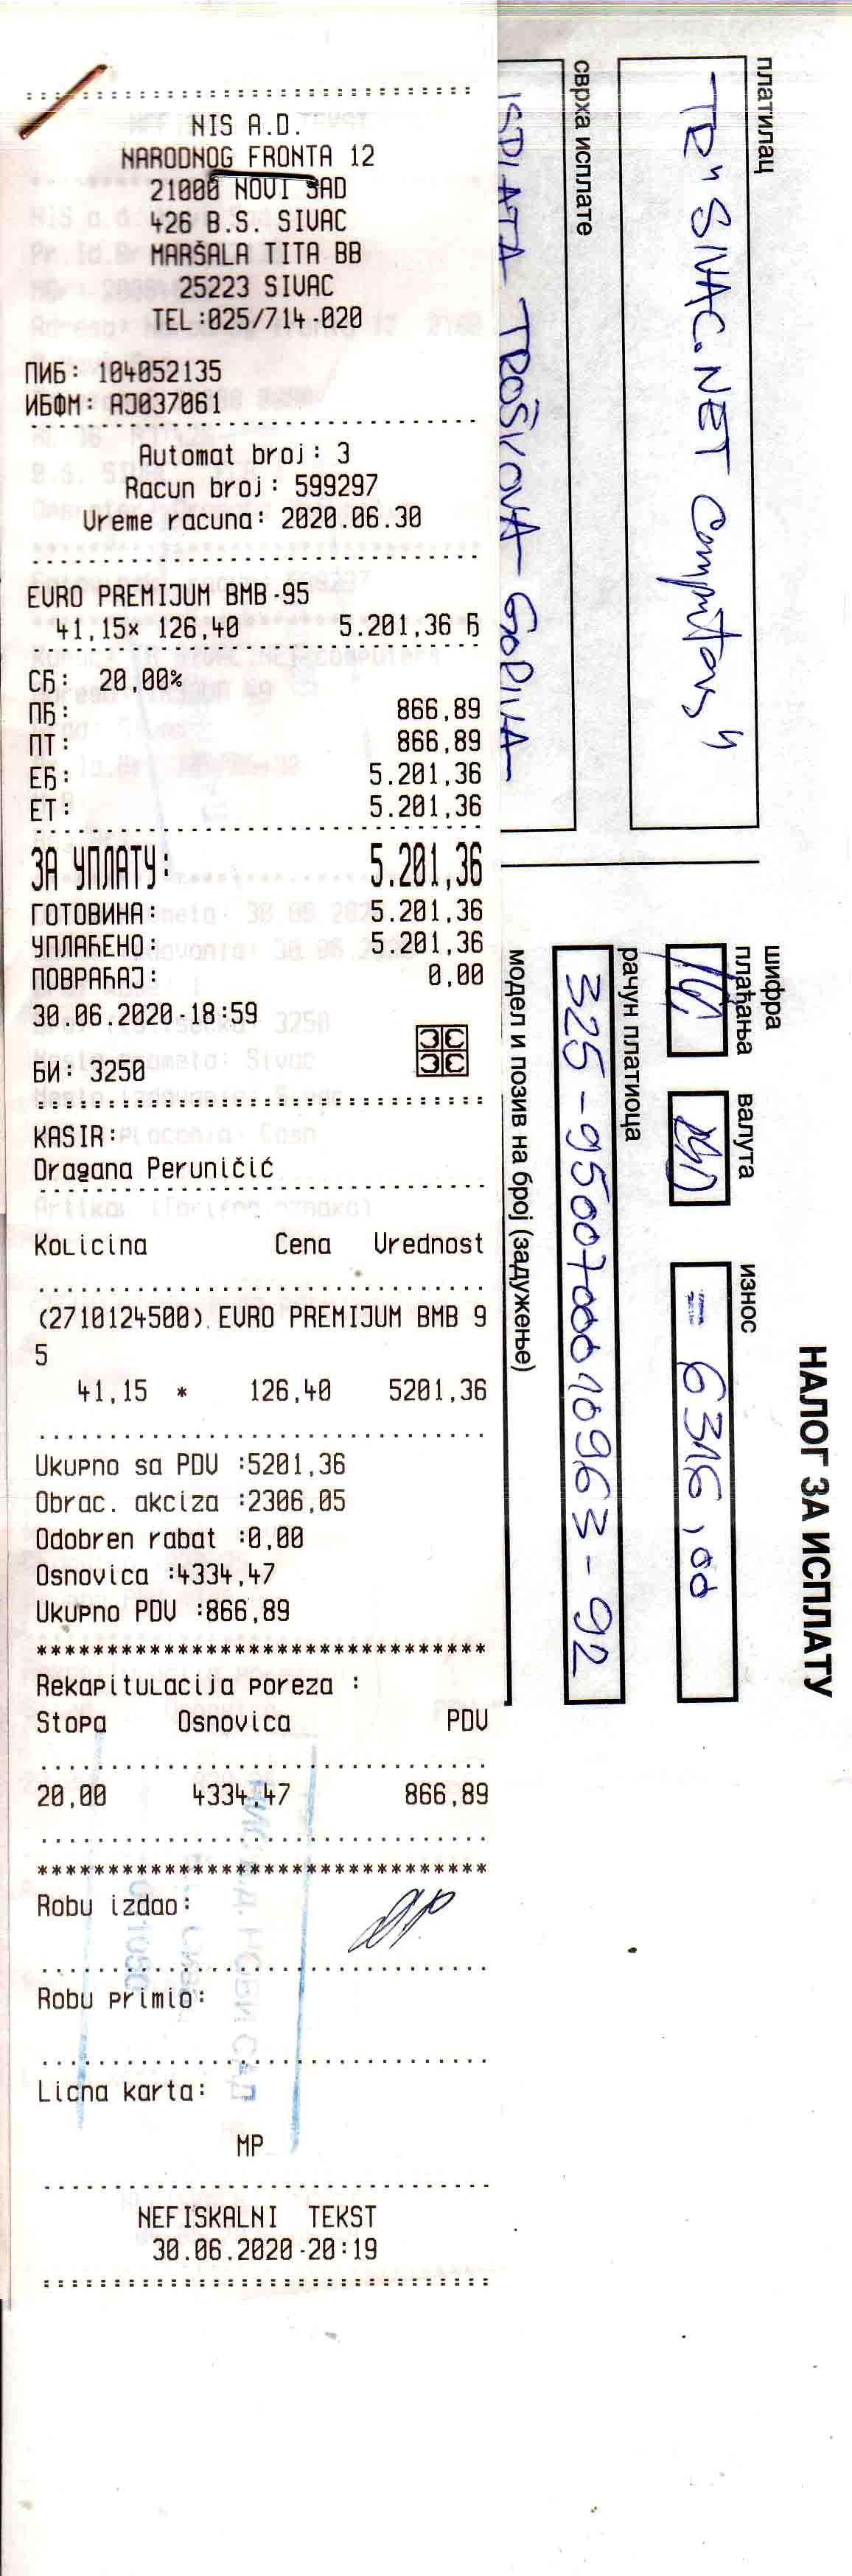 NIS A.D.
NARODNOG FRONTA 12
21000 NOVI SAD
426 B.S. SIVAC
MARŠALA TITA BB
25223 SIVAC
TEL:025/714-020
ПИБ: 104052135
ИБФМ: AJ037061
Automat broj: 3
Racun broj: 599297
Vreme racuna: 2020.06.30
EVRO PREMIJUM BMB-95
41,15x 126,40 5.201,36 Ђ
СЂ: 20,00%
ПЂ: 866,89
ПТ: 866,89
ЕЂ: 5.201,36
ЕТ: 5.201,36
ЗА УПЛАТУ: 5.201,36
ГОТОВИНА: 5.201,36
УПЛАЋЕНО: 5.201,36
ПОВРАЋАЈ: 0,00
30.06.2020-18:59
БИ: 3250
KASIR:
Dragana Peruničić
Kolicina Cena Vrednost
(2710124500) EVRO PREMIJUM BMB 9
5
41,15 * 126,40 5201,36
Ukupno sa PDV :5201,36
Obrac. akciza :2306,05
Odobren rabat :0,00
Osnovica :4334,47
Ukupno PDV :866,89
*******************************
Rekapitulacija poreza :
Stopa Osnovica PDV
20,00 4334,47 866,89
*******************************
Robu izdao:
Robu primio:
Licna karta:
MP
NEFISKALNI TEKST
30.06.2020-20:19
НАЛОГ ЗА ИСПЛАТУ
платилац
TR "SIVAC.NET Computers"
сврха исплате
ISPLATA TROŠKOVA GORIVA
шифра плаћања
валута
износ
= 6316,00
рачун платиоца
325-9500700010963-92
модел и позив на број (задужење)